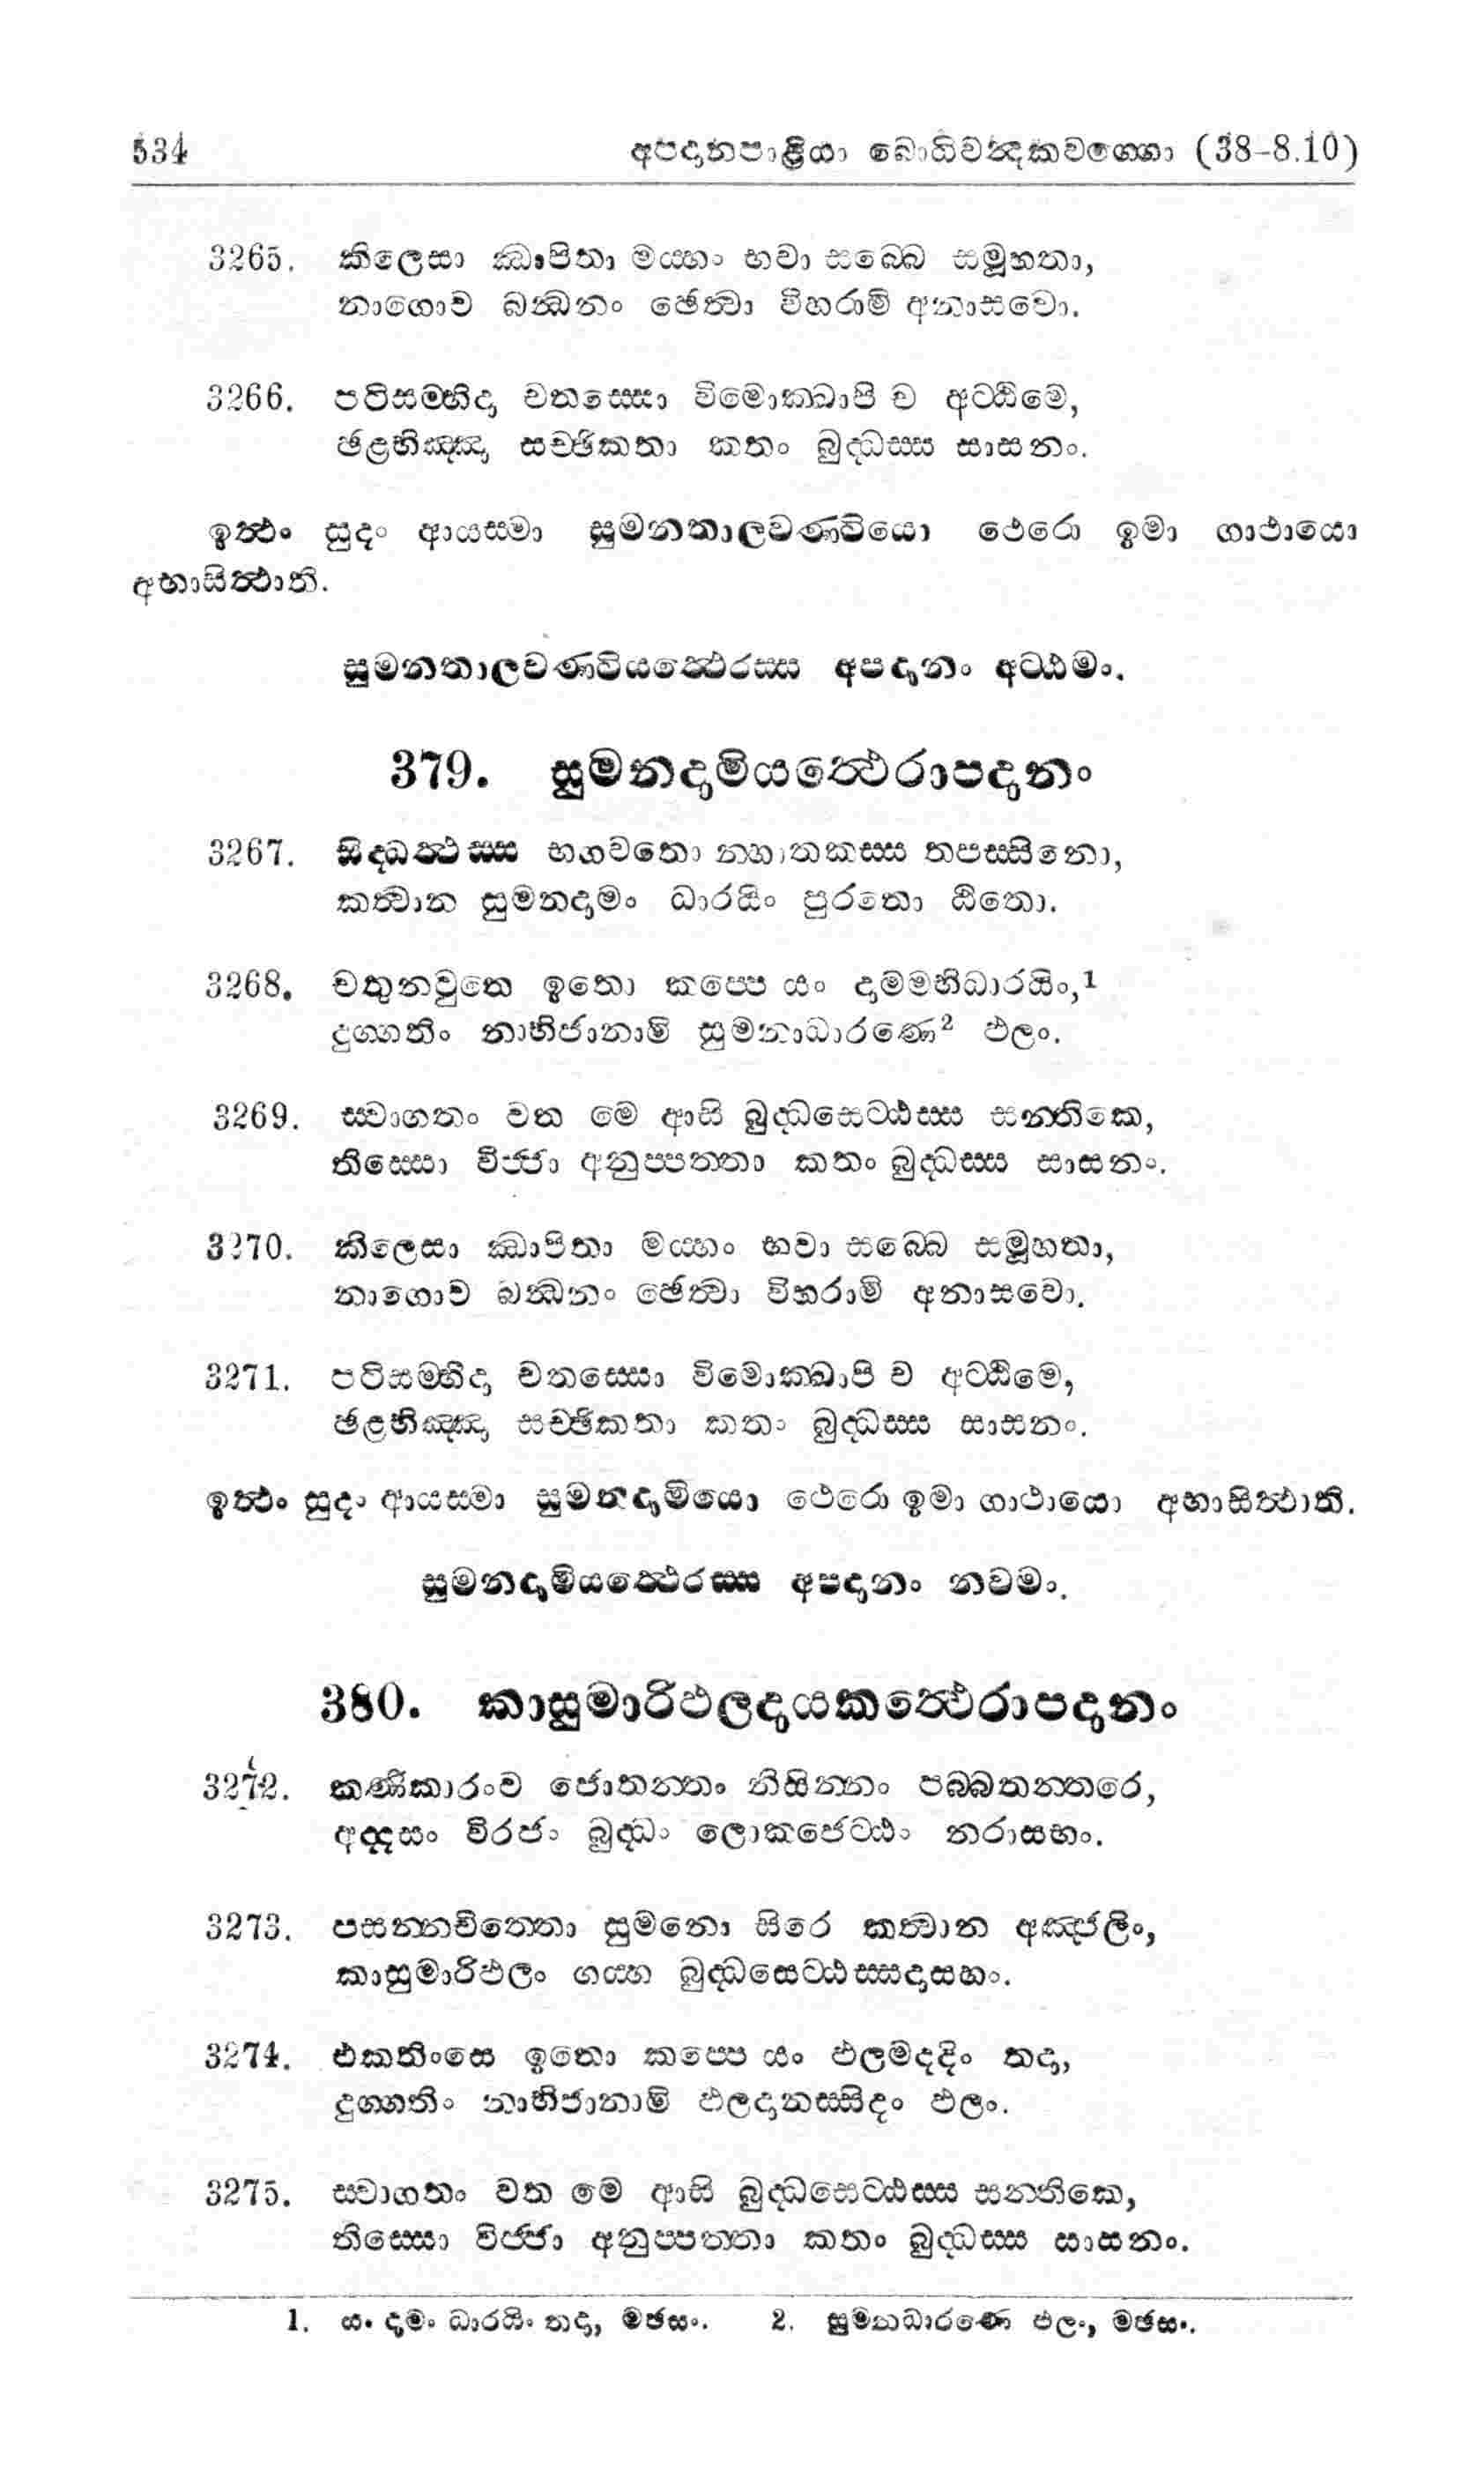 534 අපදානපාළියා බොධිවන්‍දකවග‍්ගො (38-8.10)
3265. කිලෙසා ඣාපිතා මය‍්හං භවා සබ‍්බෙ සමූහතා,
නාගොව බන්‍ධනං ඡෙත්‍වා විහරාමි අනාසවො.
3266. පටිසම‍්භිදා චතස‍්සො විමොක‍්ඛාපි ච අට‍්ඨිමෙ,
ඡළභිඤ‍්ඤා සච‍්ඡිකතා කතං බුද‍්ධස‍්ස සාසනං.
ඉත්‍ථං සුදං ආයස‍්මා සුමනතාලවණ‍්ටියො ථෙරො ඉමා ගාථායො
අභාසිත්‍ථාති.
සුමනතාලවණ‍්ටියත්‍ථෙරස‍්ස අපදානං අට‍්ඨමං.
379. සුමනදාමියත්‍ථෙරාපදානං
3267. සිද‍්ධත්‍ථස‍්ස භගවතො නහාතකස‍්ස තපස‍්සිනො,
කත්‍වාන සුමනදාමං ධාරයිං පුරතො ඨිතො.
3268. චතුනවුතෙ ඉතො කප‍්පෙ යං දාමමභිධාරයිං,1
දුග‍්ගතිං නාභිජානාමි සුමනාධාරණෙ2 ඵලං.
3269. ස‍්වාගතං වත මෙ ආසි බුද‍්ධසෙට‍්ඨස‍්ස සන‍්තිකෙ,
තිස‍්සො විජ‍්ජා අනුප‍්පත‍්තා කතං බුද‍්ධස‍්ස සාසනං.
3270. කිලෙසා ඣාපිතා මය‍්හං භවා සබ‍්බෙ සමූහතා,
නාගොව බන්‍ධනං ඡෙත්‍වා විහරාමි අනාසවො.
3271. පටිසම‍්භිදා චතස‍්සො විමොක‍්ඛාපි ච අට‍්ඨිමෙ,
ඡළභිඤ‍්ඤා සච‍්ඡිකතා කතං බුද‍්ධස‍්ස සාසනං.
ඉත්‍ථං සුදං ආයස‍්මා සුමනදාමියො ථෙරො ඉමා ගාථායො අභාසිත්‍ථාති.
සුමනදාමියත්‍ථෙරස‍්ස අපදානං නවමං.
380. කාසුමාරිඵලදායකත්‍ථෙරාපදානං
3272. කණිකාරංව ජොතන‍්තං නිසින‍්නං පබ‍්බතන‍්තරෙ,
අද‍්දසං විරජං බුද‍්ධං ලොකජෙට‍්ඨං නරාසභං.
3273. පසන‍්නචිත‍්තො සුමනො සිරෙ කත්‍වාන අඤ‍්ජලිං,
කාසුමාරිඵලං ගය‍්හ බුද‍්ධසෙට‍්ඨස‍්සදාසහං.
3274. එකතිංසෙ ඉතො කප‍්පෙ යං ඵලමදදිං තදා,
දුග‍්ගතිං නාභිජානාමි ඵලදානස‍්සිදං ඵලං.
3275. ස‍්වාගතං වත මෙ ආසි බුද‍්ධසෙට‍්ඨස‍්ස සන‍්තිකෙ,
තිස‍්සො විජ‍්ජා අනුප‍්පත‍්තා කතං බුද‍්ධස‍්ස සාසනං.
1. යං දාමං ධාරයිං තදා, මඡසං. 2. සුමනධාරණෙ ඵලං, මඡසං.